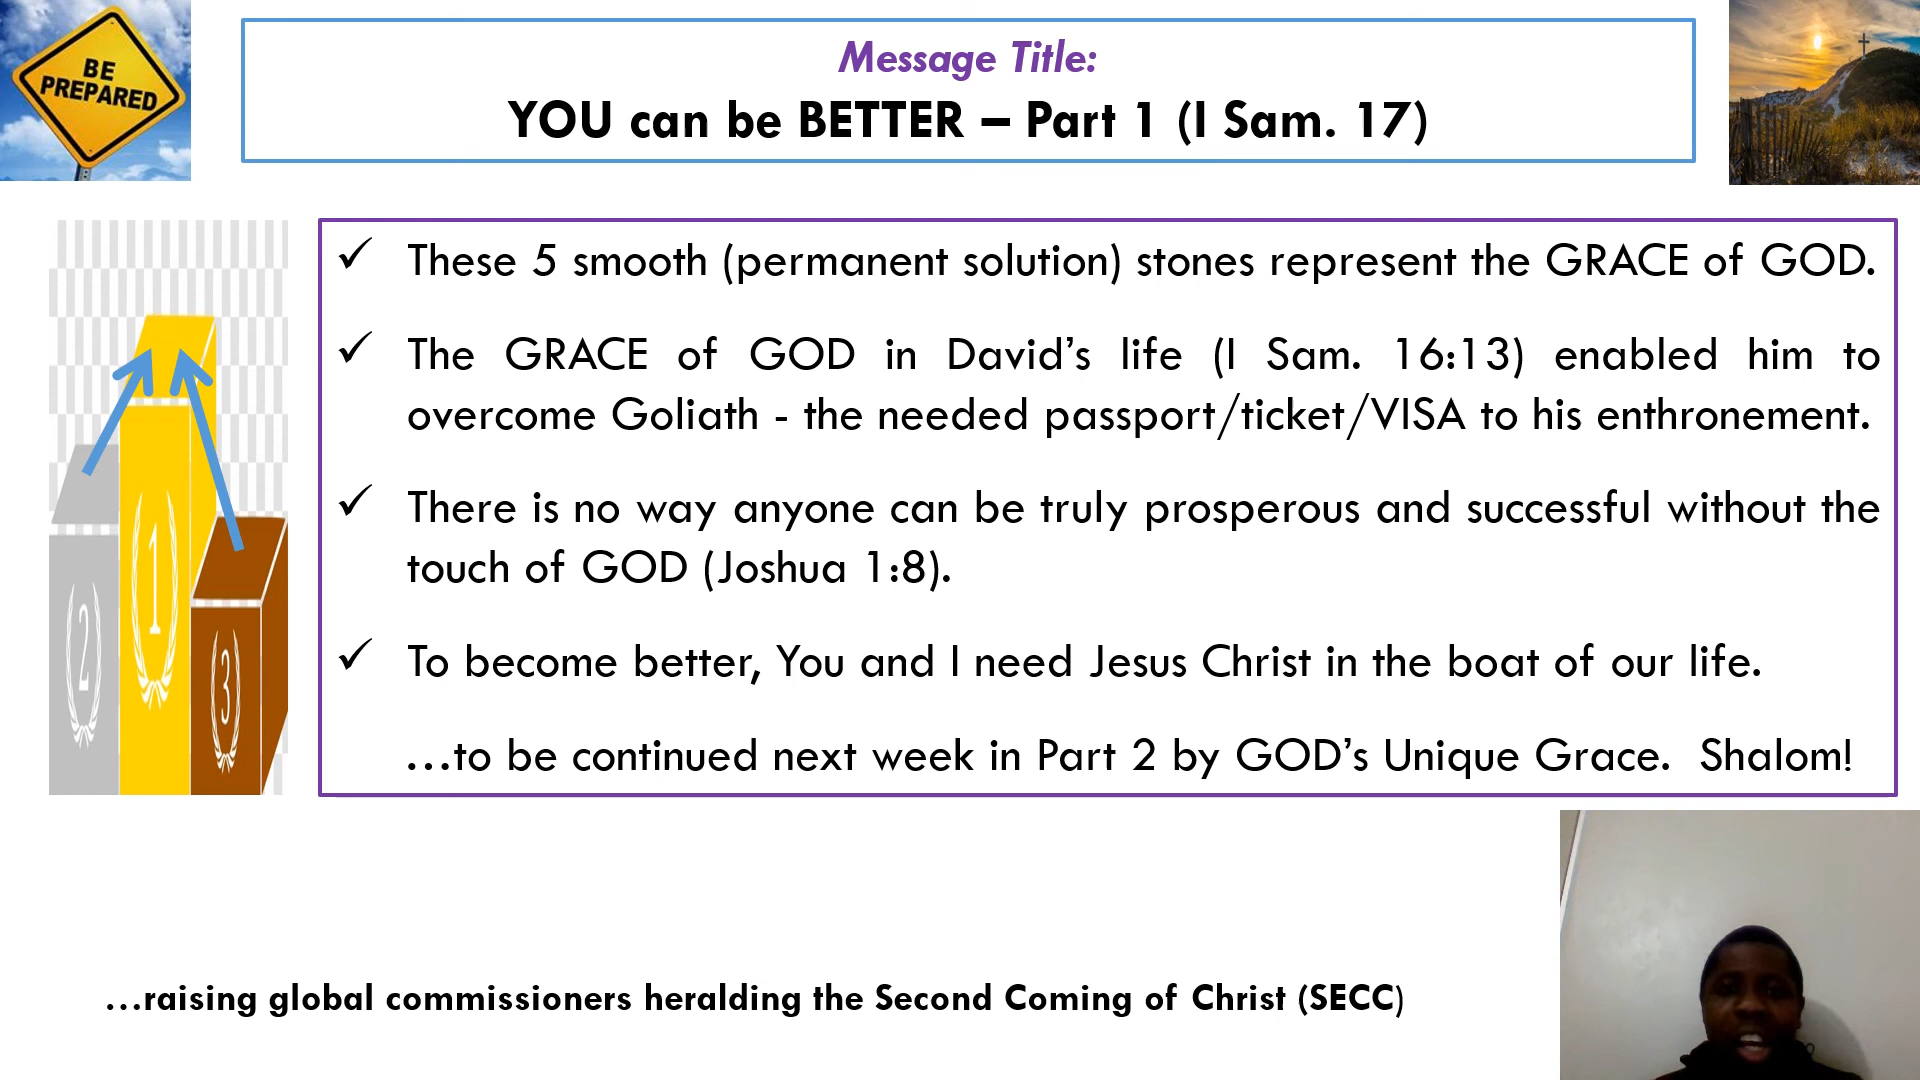 BE
PREPARED
Message Title:
YOU can be BETTER – Part 1 (I Sam. 17)
✓ These 5 smooth (permanent solution) stones represent the GRACE of GOD.
✓ The GRACE of GOD in David’s life (I Sam. 16:13) enabled him to
overcome Goliath - the needed passport/ticket/VISA to his enthronement.
✓ There is no way anyone can be truly prosperous and successful without the
touch of GOD (Joshua 1:8).
✓ To become better, You and I need Jesus Christ in the boat of our life.
…to be continued next week in Part 2 by GOD’s Unique Grace. Shalom!
2
1
3
…raising global commissioners heralding the Second Coming of Christ (SECC)